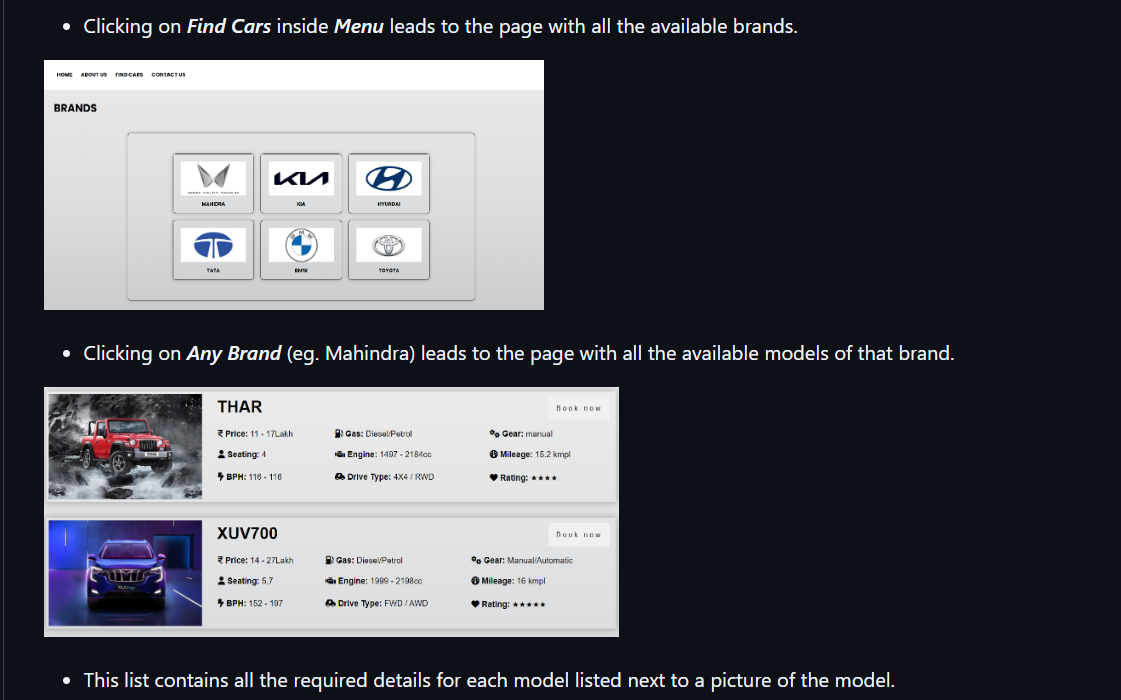 Clicking on Find Cars inside Menu leads to the page with all the available brands.
HOME ABOUT US FIND CARS CONTACT US
BRANDS
KIA
MAHIDRA KIA HYUNDAI
BMW
TATA BMW TOYOTA
Clicking on Any Brand (eg. Mahindra) leads to the page with all the available models of that brand.
THAR
Book now
₹ Price: 11 - 17Lakh Gas: Diesel/Petrol Gear: manual
Seating: 4 Engine: 1497 - 2184cc Mileage: 15.2 kmpl
BPH: 116 - 116 Drive Type: 4X4 / RWD Rating: ★★★★
XUV700
Book now
₹ Price: 14 - 27Lakh Gas: Diesel/Petrol Gear: Manual/Automatic
Seating: 5,7 Engine: 1999 - 2198cc Mileage: 16 kmpl
BPH: 152 - 197 Drive Type: FWD / AWD Rating: ★★★★★
This list contains all the required details for each model listed next to a picture of the model.